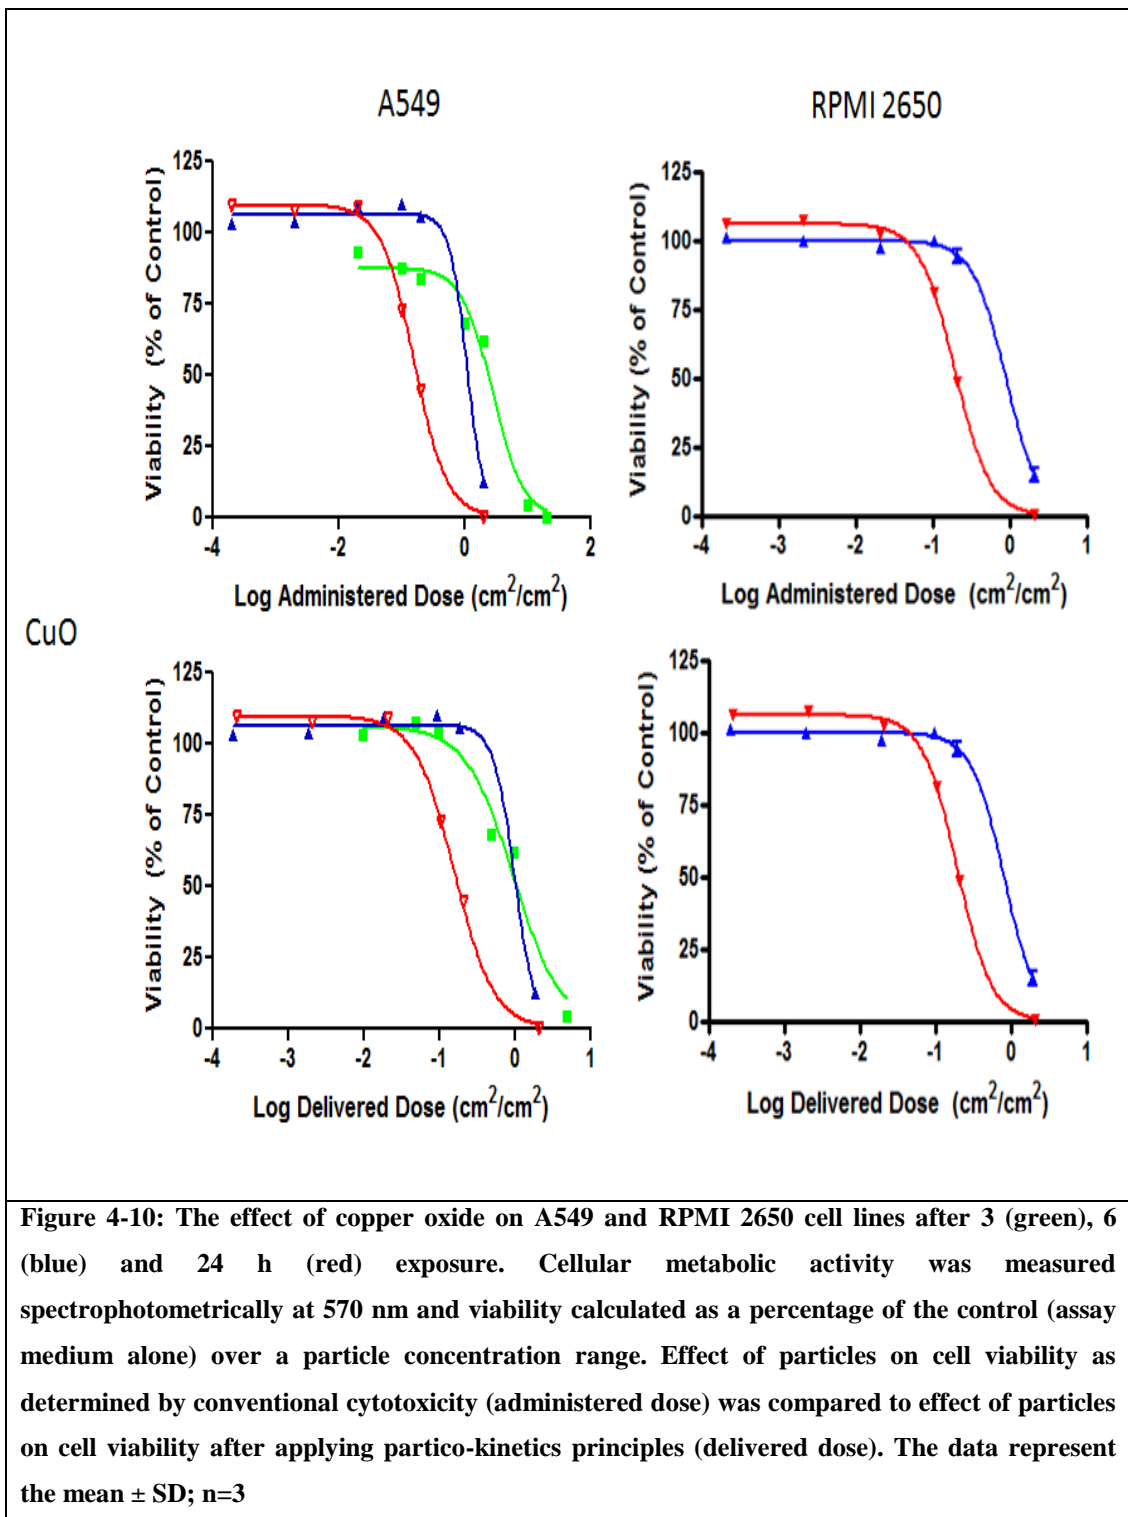 A549
RPMI 2650
125
100
75
50
25
0
Viability (% of Control)
-4
-2
0
2
Log Administered Dose (cm²/cm²)
125
100
75
50
25
0
Viability (% of Control)
-4
-3
-2
-1
0
1
Log Administered Dose (cm²/cm²)
CuO
125
100
75
50
25
0
Viability (% of Control)
-4
-3
-2
-1
0
1
Log Delivered Dose (cm²/cm²)
125
100
75
50
25
0
Viability (% of Control)
-4
-3
-2
-1
0
1
Log Delivered Dose (cm²/cm²)
Figure 4-10: The effect of copper oxide on A549 and RPMI 2650 cell lines after 3 (green), 6
(blue) and 24 h (red) exposure. Cellular metabolic activity was measured
spectrophotometrically at 570 nm and viability calculated as a percentage of the control (assay
medium alone) over a particle concentration range. Effect of particles on cell viability as
determined by conventional cytotoxicity (administered dose) was compared to effect of particles
on cell viability after applying partico-kinetics principles (delivered dose). The data represent
the mean ± SD; n=3